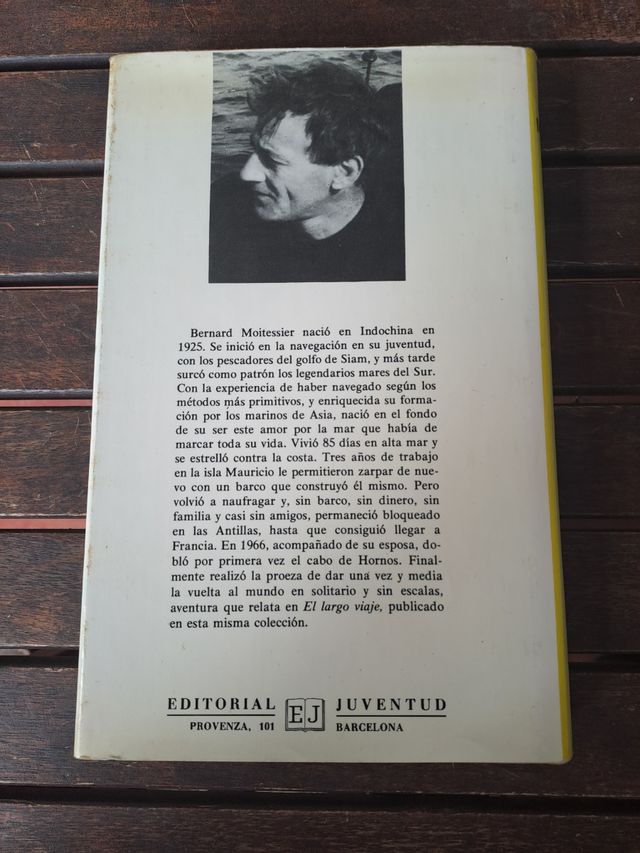 Bernard Moitessier nació en Indochina en
1925. Se inició en la navegación en su juventud,
con los pescadores del golfo de Siam, y más tarde
surcó como patrón los legendarios mares del Sur.
Con la experiencia de haber navegado según los
métodos más primitivos, y enriquecida su forma-
ción por los marinos de Asia, nació en el fondo
de su ser este amor por la mar que había de
marcar toda su vida. Vivió 85 días en alta mar y
se estrelló contra la costa. Tres años de trabajo
en la isla Mauricio le permitieron zarpar de nue-
vo con un barco que construyó él mismo. Pero
volvió a naufragar y, sin barco, sin dinero, sin
familia y casi sin amigos, permaneció bloqueado
en las Antillas, hasta que consiguió llegar a
Francia. En 1966, acompañado de su esposa, do-
bló por primera vez el cabo de Hornos. Final-
mente realizó la proeza de dar una vez y media
la vuelta al mundo en solitario y sin escalas,
aventura que relata en El largo viaje, publicado
en esta misma colección.
EDITORIAL EJ JUVENTUD
PROVENZA, 101 BARCELONA